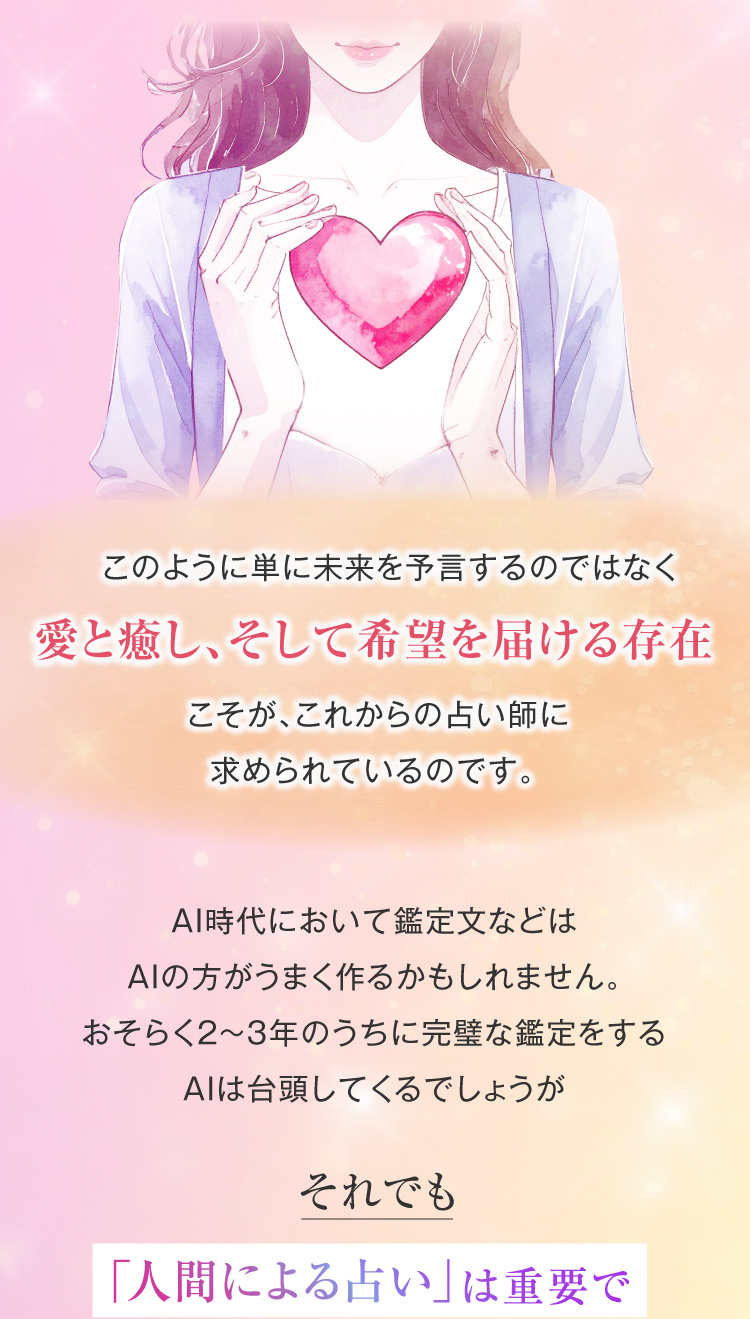 このように単に未来を予言するのではなく
愛と癒し、そして希望を届ける存在
こそが、これからの占い師に
求められているのです。
AI時代において鑑定文などは
AIの方がうまく作るかもしれません。
おそらく2〜3年のうちに完璧な鑑定をする
AIは台頭してくるでしょうが
それでも
「人間による占い」は重要で